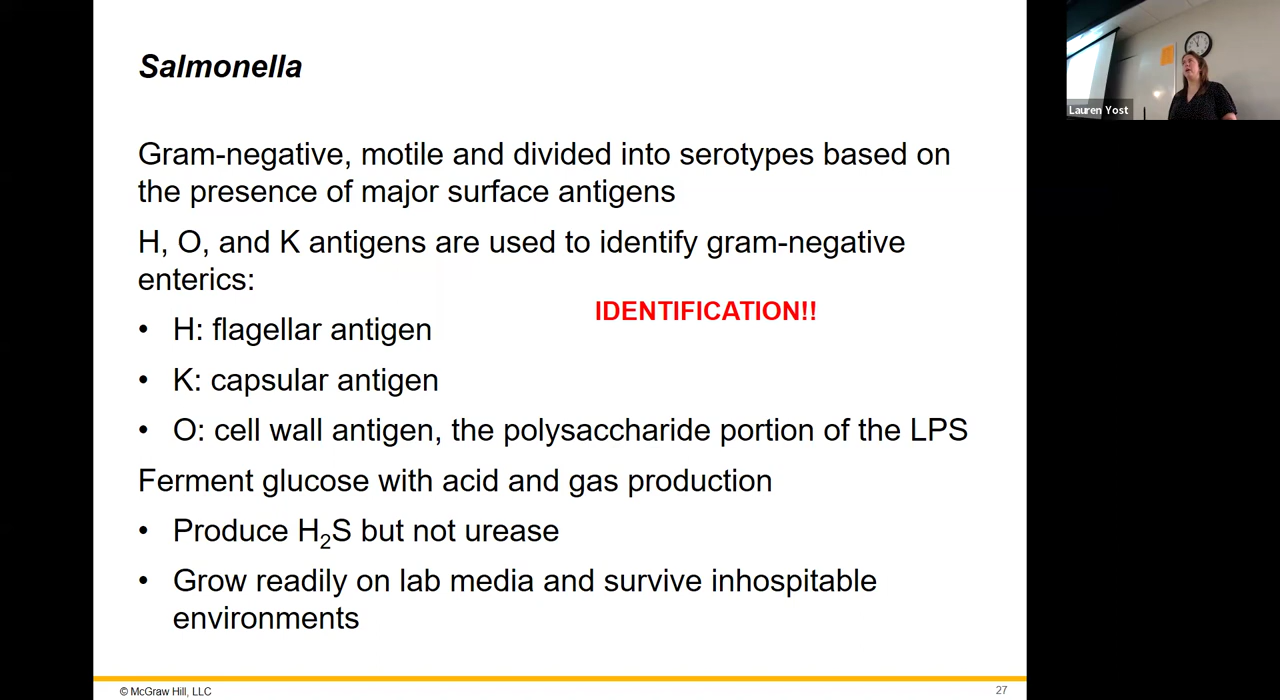 Salmonella
Gram-negative, motile and divided into serotypes based on
the presence of major surface antigens
H, O, and K antigens are used to identify gram-negative
enterics:
IDENTIFICATION!!
• H: flagellar antigen
• K: capsular antigen
• O: cell wall antigen, the polysaccharide portion of the LPS
Ferment glucose with acid and gas production
• Produce H₂S but not urease
• Grow readily on lab media and survive inhospitable
environments
© McGraw Hill, LLC
27
Lauren Yost